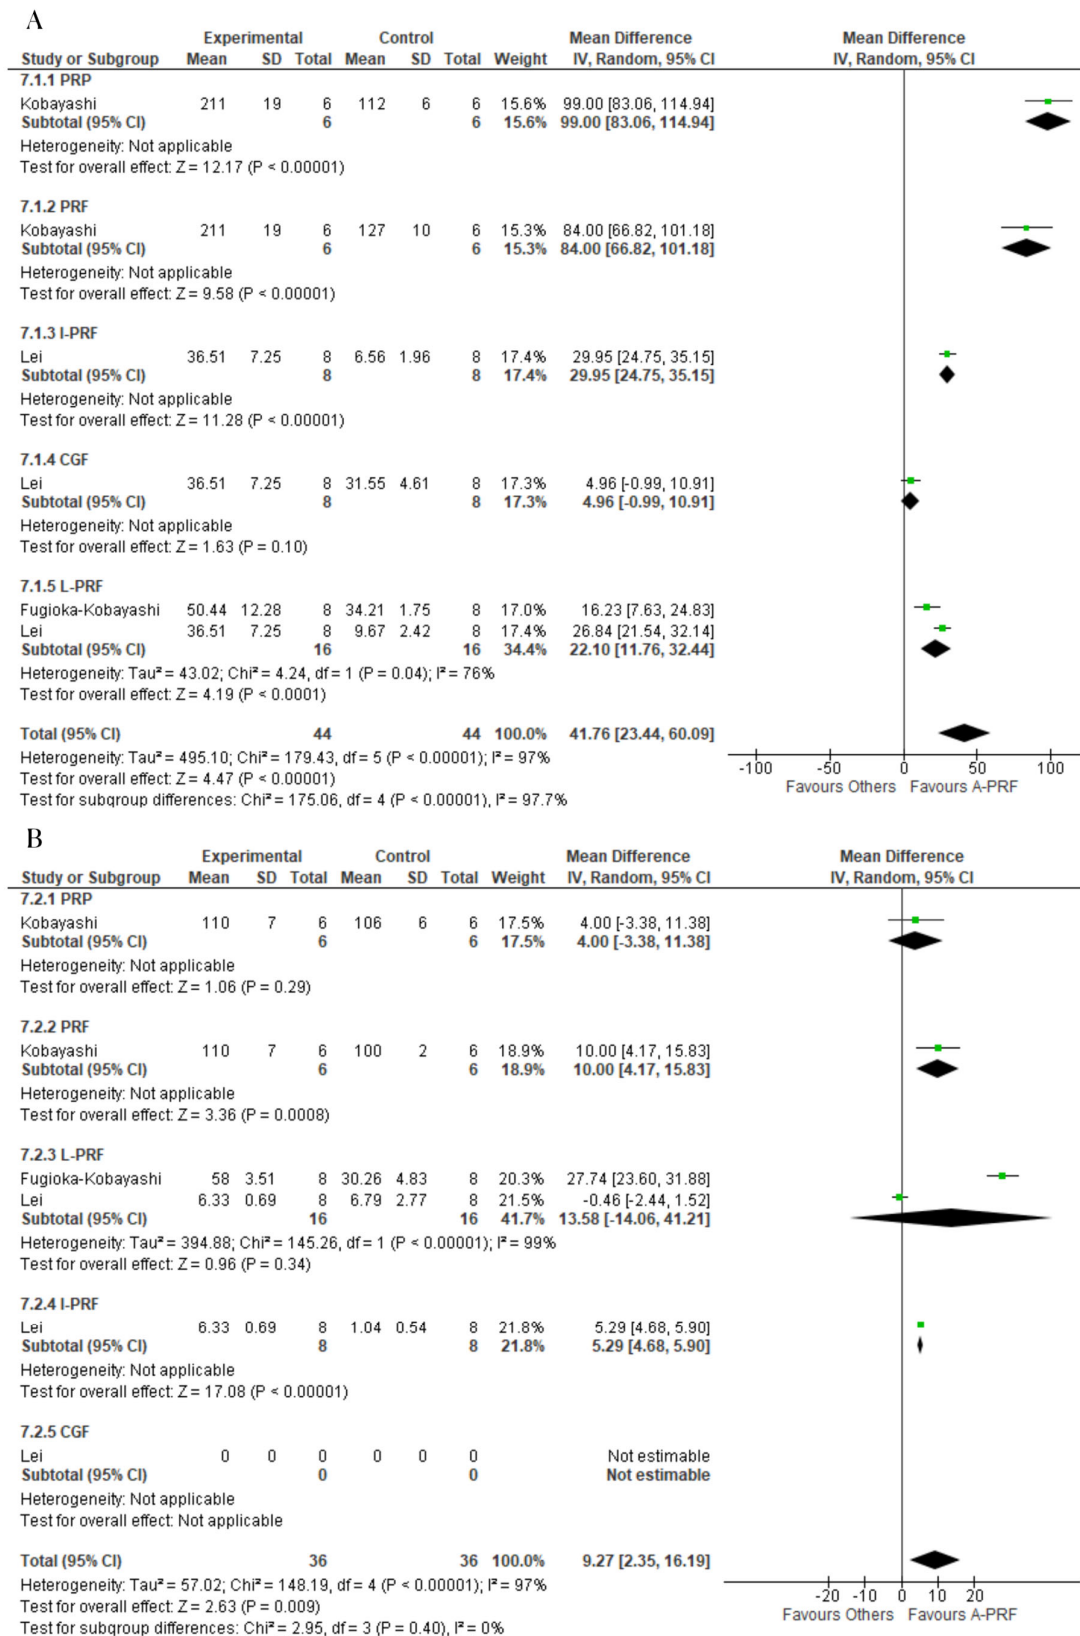 A
Experimental Control Mean Difference Mean Difference
Study or Subgroup Mean SD Total Mean SD Total Weight IV, Random, 95% CI IV, Random, 95% CI
7.1.1 PRP
Kobayashi 211 19 6 112 6 6 15.6% 99.00 [83.06, 114.94]
Subtotal (95% CI) 6 6 15.6% 99.00 [83.06, 114.94]
Heterogeneity: Not applicable
Test for overall effect: Z = 12.17 (P < 0.00001)
7.1.2 PRF
Kobayashi 211 19 6 127 10 6 15.3% 84.00 [66.82, 101.18]
Subtotal (95% CI) 6 6 15.3% 84.00 [66.82, 101.18]
Heterogeneity: Not applicable
Test for overall effect: Z = 9.58 (P < 0.00001)
7.1.3 I-PRF
Lei 36.51 7.25 8 6.56 1.96 8 17.4% 29.95 [24.75, 35.15]
Subtotal (95% CI) 8 8 17.4% 29.95 [24.75, 35.15]
Heterogeneity: Not applicable
Test for overall effect: Z = 11.28 (P < 0.00001)
7.1.4 CGF
Lei 36.51 7.25 8 31.55 4.61 8 17.3% 4.96 [-0.99, 10.91]
Subtotal (95% CI) 8 8 17.3% 4.96 [-0.99, 10.91]
Heterogeneity: Not applicable
Test for overall effect: Z = 1.63 (P = 0.10)
7.1.5 L-PRF
Fugioka-Kobayashi 50.44 12.28 8 34.21 1.75 8 17.0% 16.23 [7.63, 24.83]
Lei 36.51 7.25 8 9.67 2.42 8 17.4% 26.84 [21.54, 32.14]
Subtotal (95% CI) 16 16 34.4% 22.10 [11.76, 32.44]
Heterogeneity: Tau² = 43.02; Chi² = 4.24, df = 1 (P = 0.04); I² = 76%
Test for overall effect: Z = 4.19 (P < 0.0001)
Total (95% CI) 44 44 100.0% 41.76 [23.44, 60.09]
Heterogeneity: Tau² = 495.10; Chi² = 179.43, df = 5 (P < 0.00001); I² = 97%
Test for overall effect: Z = 4.47 (P < 0.00001)
Test for subgroup differences: Chi² = 175.06, df = 4 (P < 0.00001), I² = 97.7%
-100 -50 0 50 100
Favours Others Favours A-PRF
B
Experimental Control Mean Difference Mean Difference
Study or Subgroup Mean SD Total Mean SD Total Weight IV, Random, 95% CI IV, Random, 95% CI
7.2.1 PRP
Kobayashi 110 7 6 106 6 6 17.5% 4.00 [-3.38, 11.38]
Subtotal (95% CI) 6 6 17.5% 4.00 [-3.38, 11.38]
Heterogeneity: Not applicable
Test for overall effect: Z = 1.06 (P = 0.29)
7.2.2 PRF
Kobayashi 110 7 6 100 2 6 18.9% 10.00 [4.17, 15.83]
Subtotal (95% CI) 6 6 18.9% 10.00 [4.17, 15.83]
Heterogeneity: Not applicable
Test for overall effect: Z = 3.36 (P = 0.0008)
7.2.3 L-PRF
Fugioka-Kobayashi 58 3.51 8 30.26 4.83 8 20.3% 27.74 [23.60, 31.88]
Lei 6.33 0.69 8 6.79 2.77 8 21.5% -0.46 [-2.44, 1.52]
Subtotal (95% CI) 16 16 41.7% 13.58 [-14.06, 41.21]
Heterogeneity: Tau² = 394.88; Chi² = 145.26, df = 1 (P < 0.00001); I² = 99%
Test for overall effect: Z = 0.96 (P = 0.34)
7.2.4 I-PRF
Lei 6.33 0.69 8 1.04 0.54 8 21.8% 5.29 [4.68, 5.90]
Subtotal (95% CI) 8 8 21.8% 5.29 [4.68, 5.90]
Heterogeneity: Not applicable
Test for overall effect: Z = 17.08 (P < 0.00001)
7.2.5 CGF
Lei 0 0 0 0 0 0 Not estimable
Subtotal (95% CI) 0 0 Not estimable
Heterogeneity: Not applicable
Test for overall effect: Not applicable
Total (95% CI) 36 36 100.0% 9.27 [2.35, 16.19]
Heterogeneity: Tau² = 57.02; Chi² = 148.19, df = 4 (P < 0.00001); I² = 97%
Test for overall effect: Z = 2.63 (P = 0.009)
Test for subgroup differences: Chi² = 2.95, df = 3 (P = 0.40), I² = 0%
-20 -10 0 10 20
Favours Others Favours A-PRF